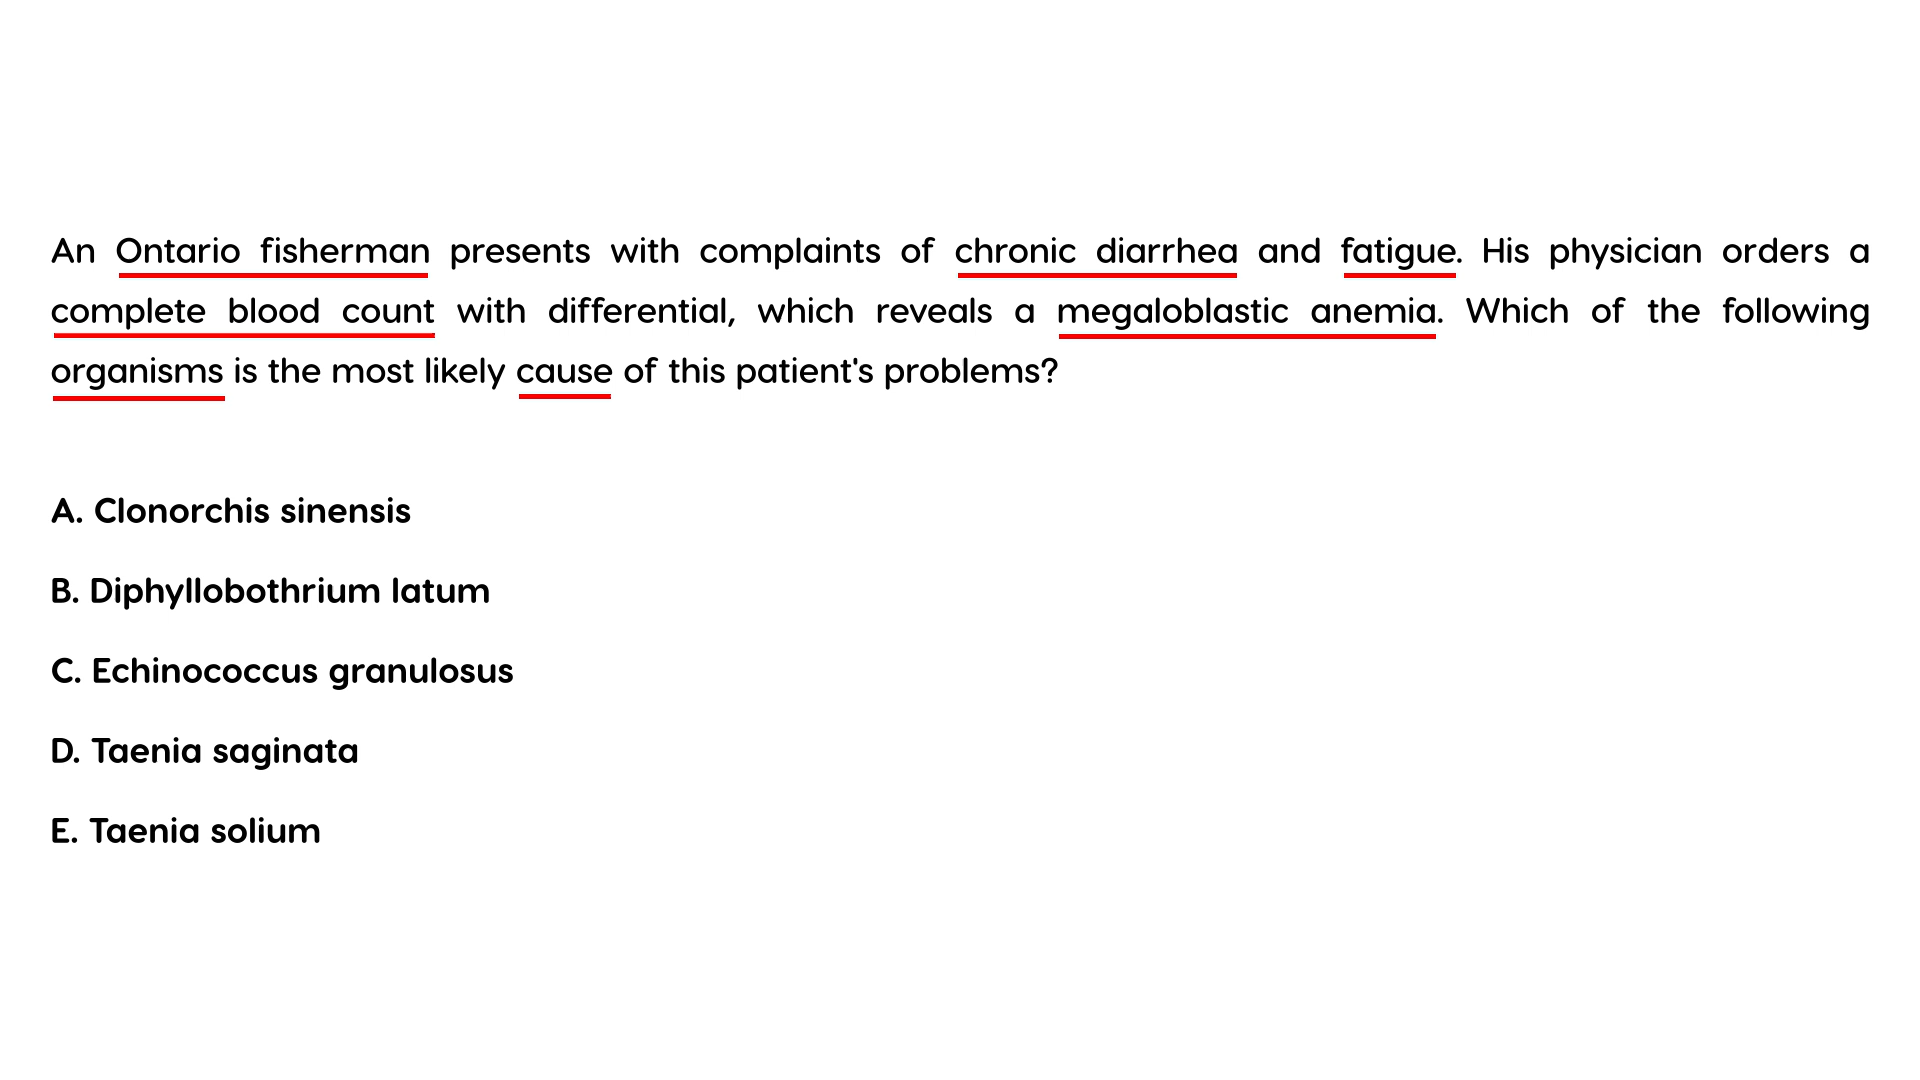 An Ontario fisherman presents with complaints of chronic diarrhea and fatigue. His physician orders a
complete blood count with differential, which reveals a megaloblastic anemia. Which of the following
organisms is the most likely cause of this patient's problems?
A. Clonorchis sinensis
B. Diphyllobothrium latum
C. Echinococcus granulosus
D. Taenia saginata
E. Taenia solium